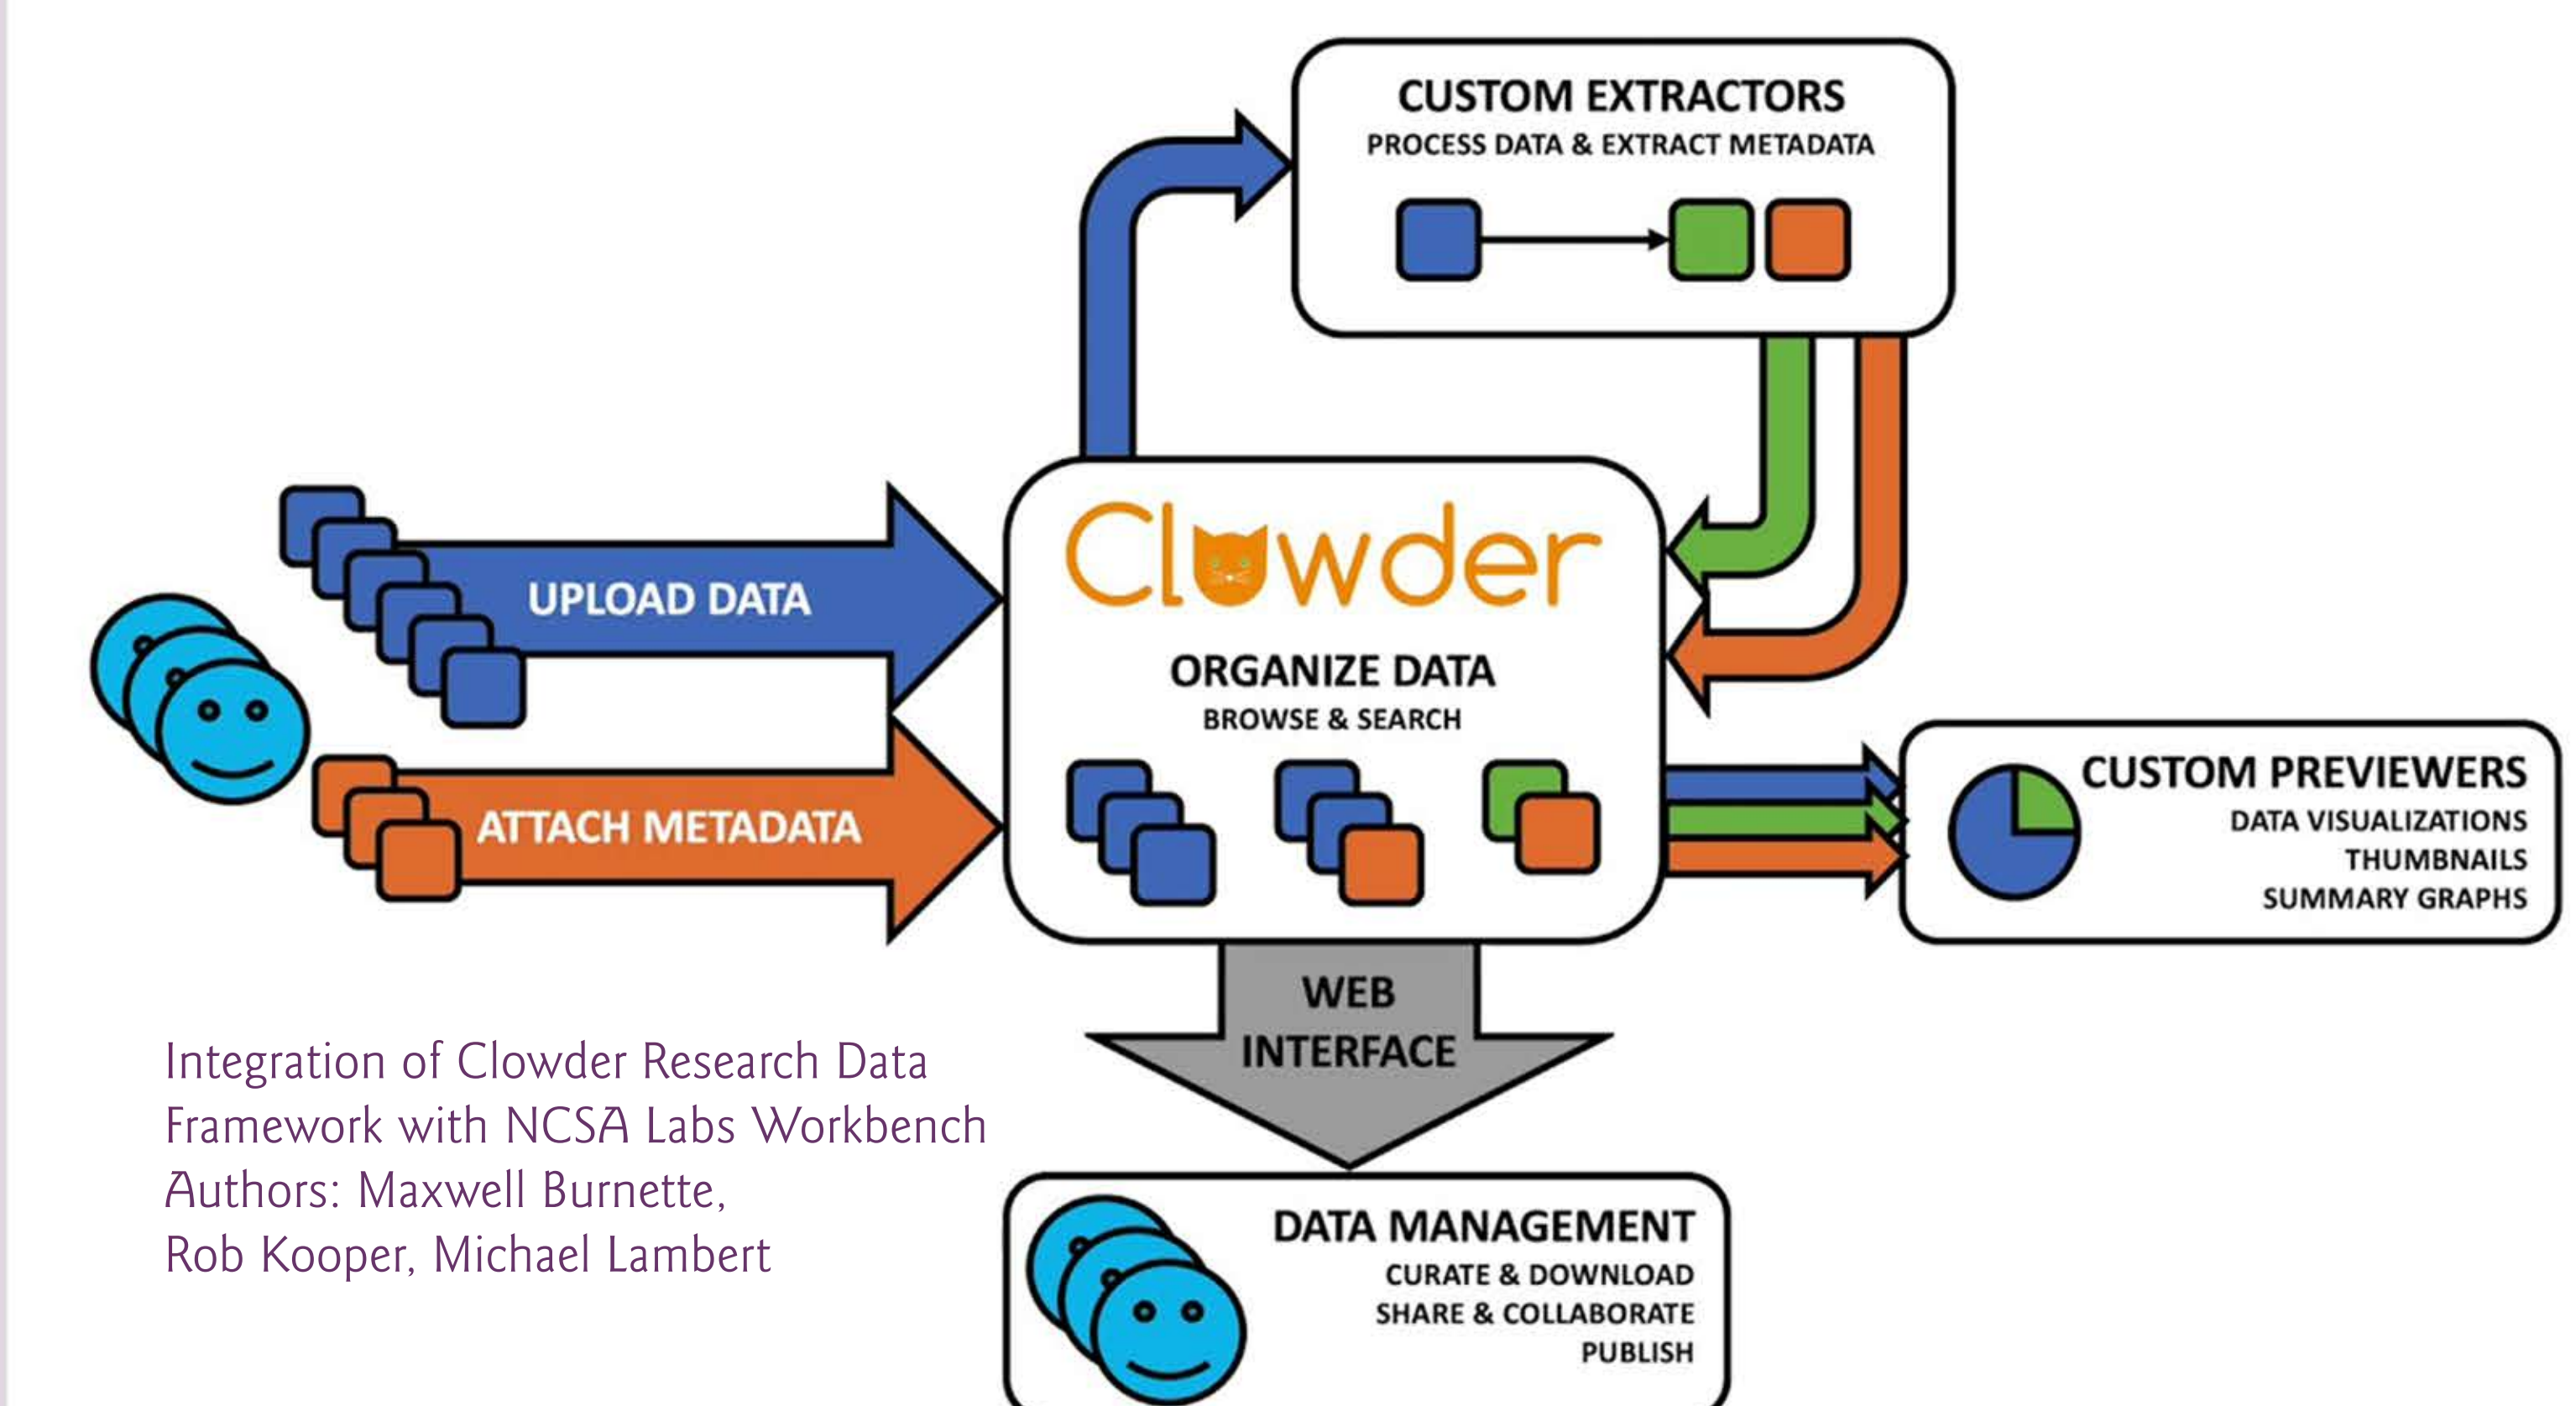 CUSTOM EXTRACTORS
PROCESS DATA & EXTRACT METADATA
UPLOAD DATA
ATTACH METADATA
Clowder
ORGANIZE DATA
BROWSE & SEARCH
CUSTOM PREVIEWERS
DATA VISUALIZATIONS
THUMBNAILS
SUMMARY GRAPHS
WEB
INTERFACE
Integration of Clowder Research Data
Framework with NCSA Labs Workbench
Authors: Maxwell Burnette,
Rob Kooper, Michael Lambert
DATA MANAGEMENT
CURATE & DOWNLOAD
SHARE & COLLABORATE
PUBLISH